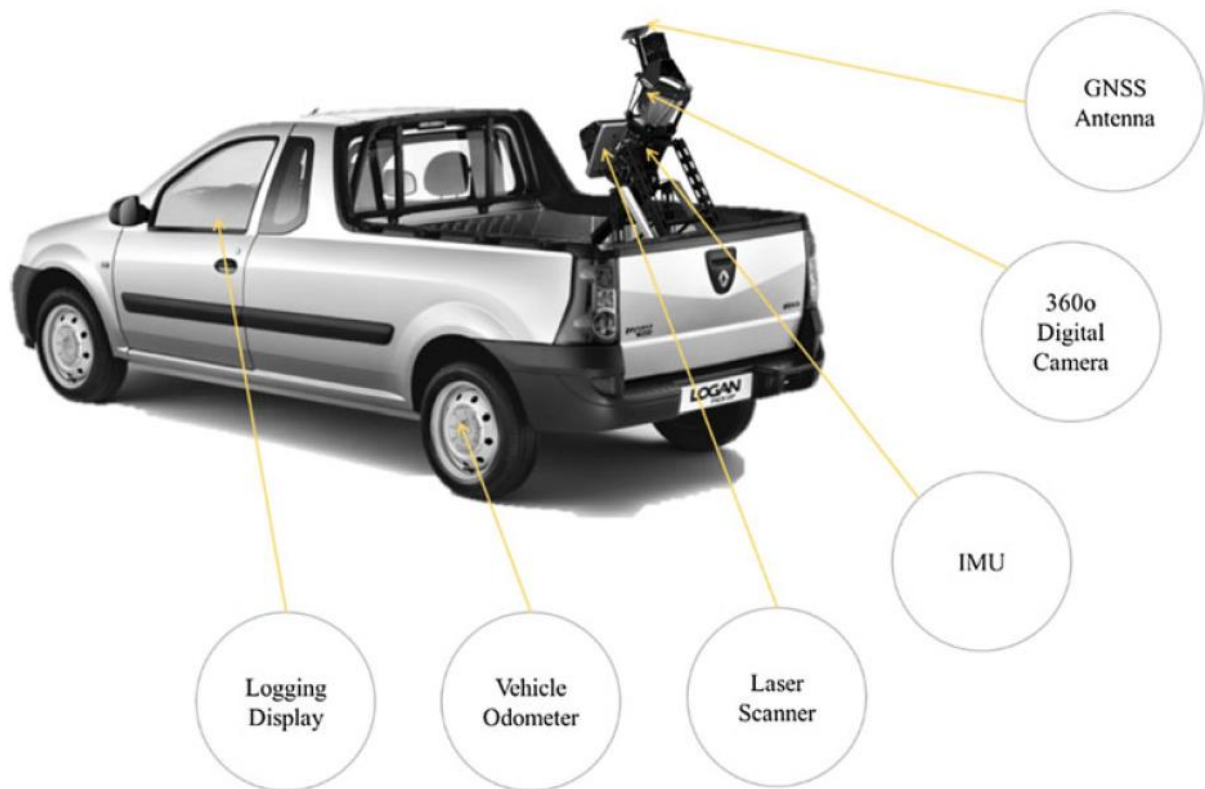 GNSS
Antenna
360o
Digital
Camera
IMU
Logging
Display
Vehicle
Odometer
Laser
Scanner
LOGAN